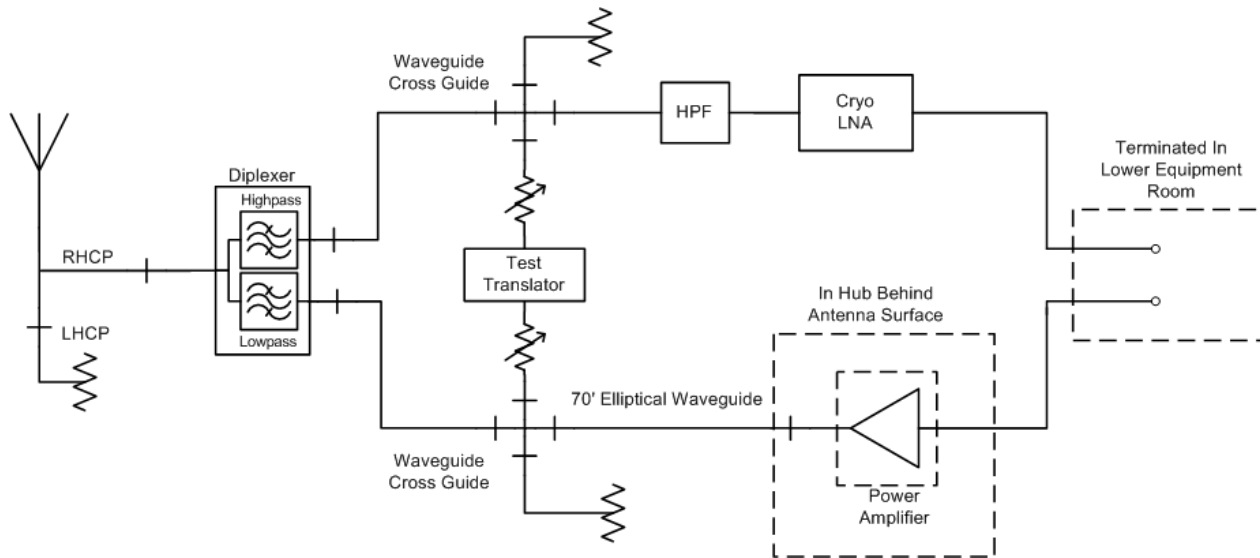 Waveguide
Cross Guide
HPF
Cryo
LNA
Terminated In
Lower Equipment
Room
Diplexer
Highpass
RHCP
Test
Translator
In Hub Behind
Antenna Surface
LHCP
Lowpass
70' Elliptical Waveguide
Waveguide
Cross Guide
Power
Amplifier